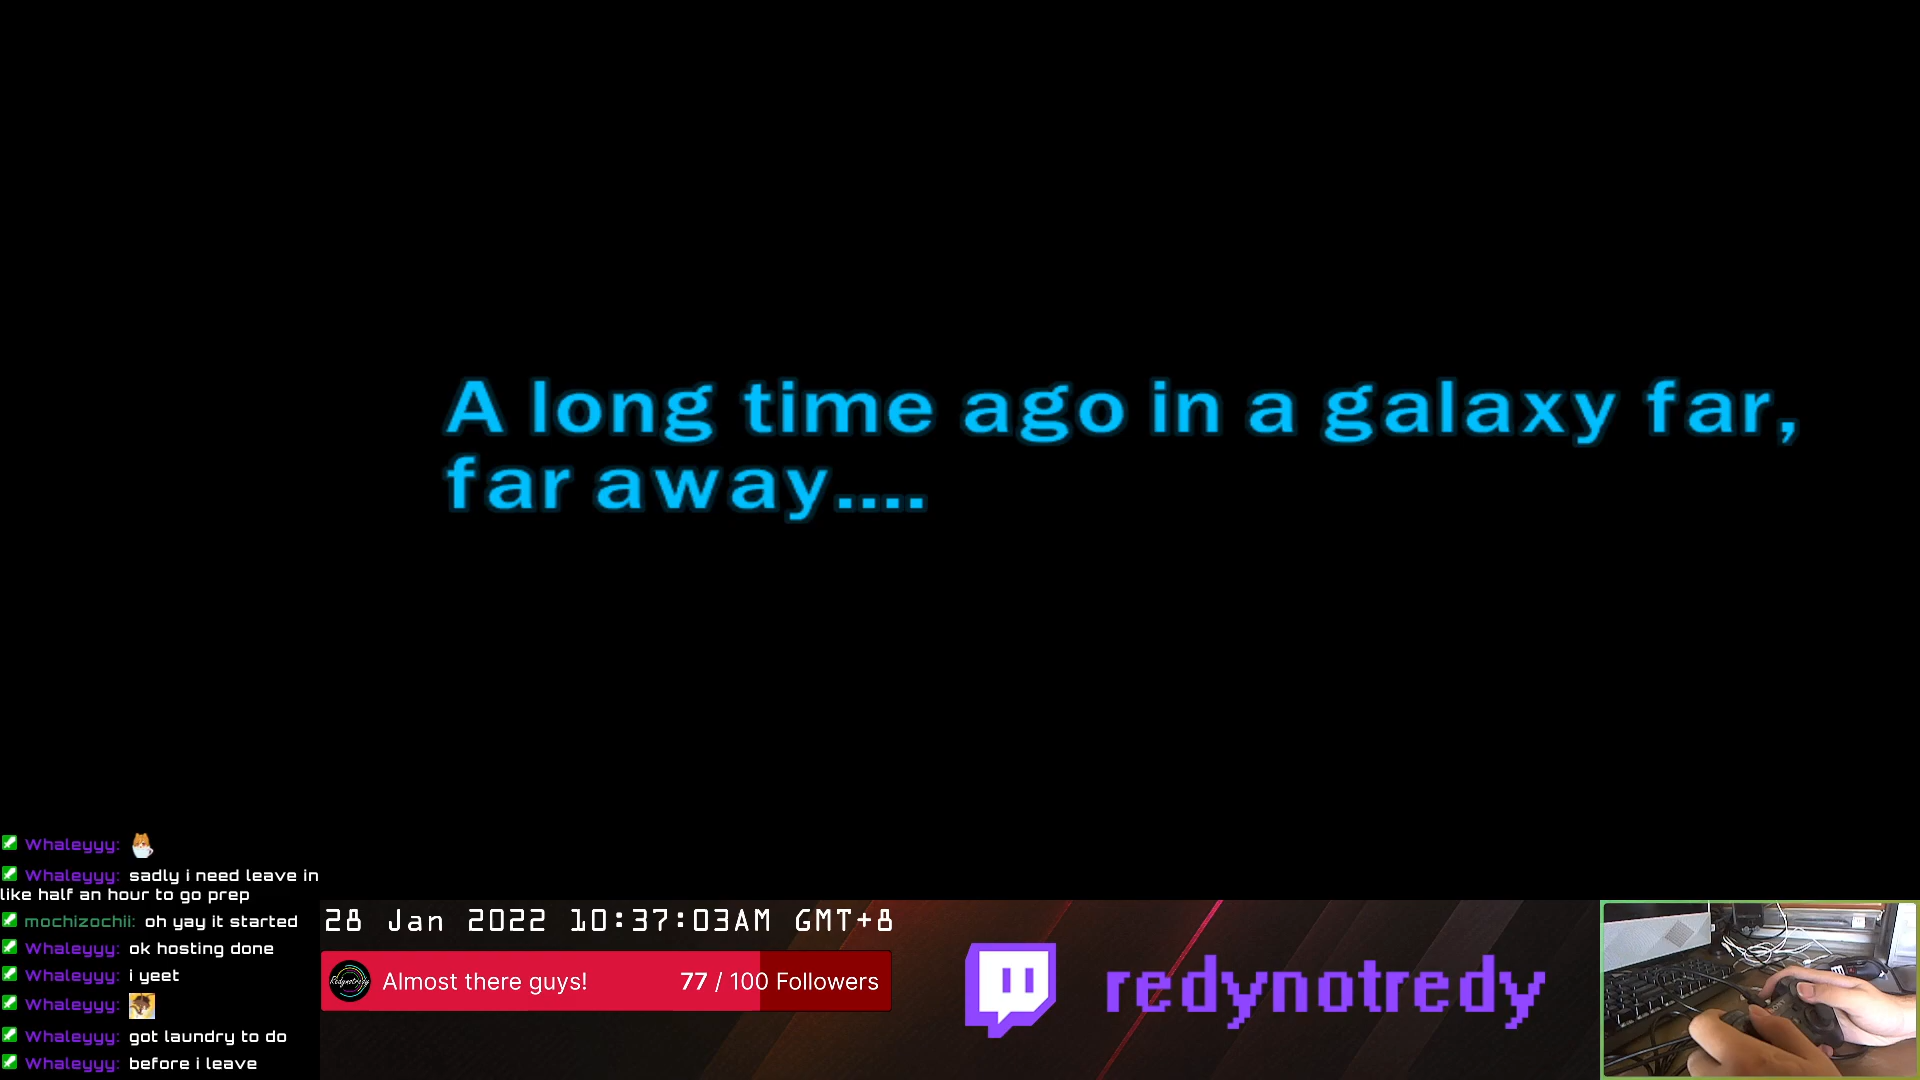 A long time ago in a galaxy far,
far away....
Whaleyyy:
Whaleyyy: sadly i need leave in
like half an hour to go prep
mochizochii: oh yay it started
Whaleyyy: ok hosting done
Whaleyyy: i yeet
Whaleyyy:
Whaleyyy: got laundry to do
Whaleyyy: before i leave
28 Jan 2022 10:37:03AM GMT+8
Redynotredy
Almost there guys! 77 / 100 Followers
redynotredy